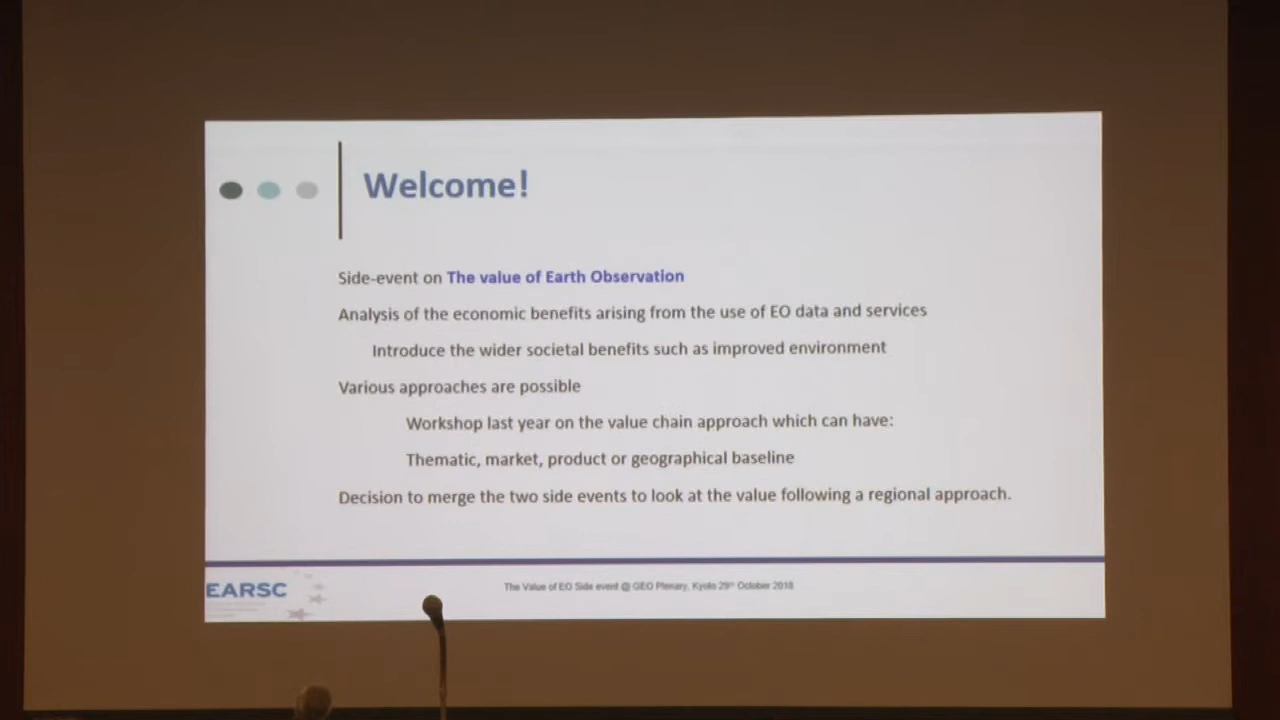 Welcome!
Side-event on The value of Earth Observation
Analysis of the economic benefits arising from the use of EO data and services
Introduce the wider societal benefits such as improved environment
Various approaches are possible
Workshop last year on the value chain approach which can have:
Thematic, market, product or geographical baseline
Decision to merge the two side events to look at the value following a regional approach.
EARSC
The Value of EO Side event @ GEO Plenary, Kyoto 29th October 2018